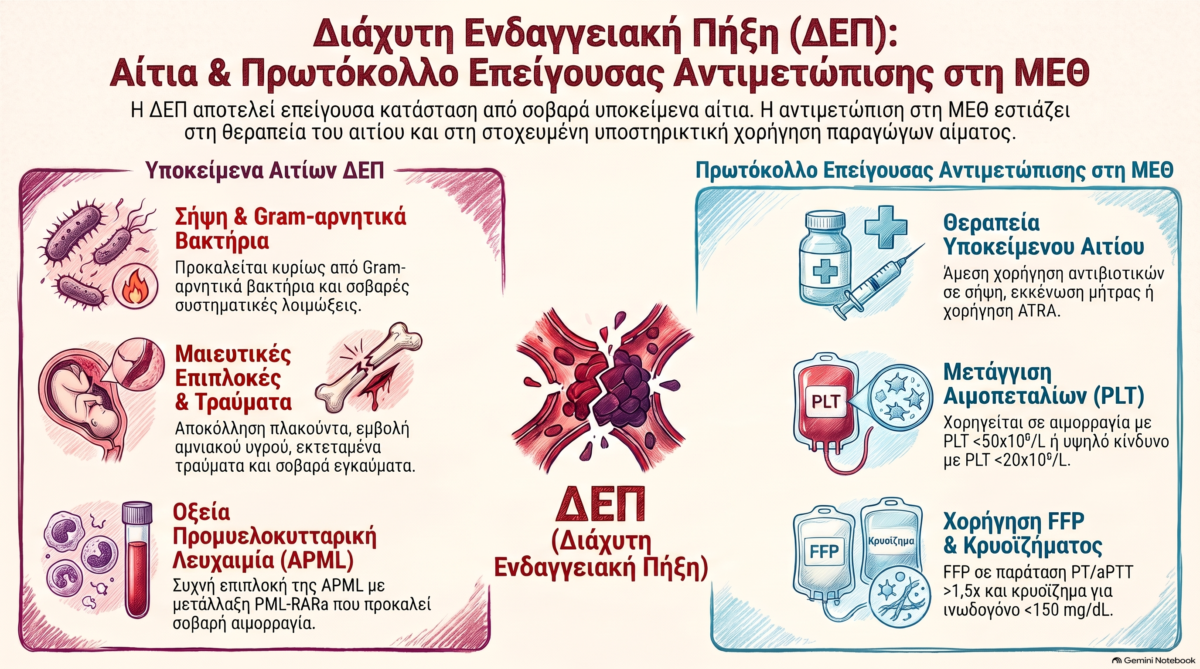 Διάχυτη Ενδαγγειακή Πήξη (ΔΕΠ):
Αίτια & Πρωτόκολλο Επείγουσας Αντιμετώπισης στη ΜΕΘ
Η ΔΕΠ αποτελεί επείγουσα κατάσταση από σοβαρά υποκείμενα αίτια. Η αντιμετώπιση στη ΜΕΘ εστιάζει
στη θεραπεία του αιτίου και στη στοχευμένη υποστηρικτική χορήγηση παραγώγων αίματος.
Υποκείμενα Αιτίων ΔΕΠ
Σήψη & Gram-αρνητικά
Βακτήρια
Προκαλείται κυρίως από Gram-
αρνητικά βακτήρια και σσβαρές
συστηματικές λοιμώξεις.
Μαιευτικές
Επιπλοκές
& Τραύματα
Αποκόλληση πλακούντα, εμβολή
αμνιακού υγρού, εκτεταμένα
τραύματα και σοβαρά εγκαύματα.
Οξεία
Προμυελοκυτταρική
Λευχαιμία (APML)
Συχνή επιπλοκή της APML με
μετάλλαξη PML-RARa που προκαλεί
σοβαρή αιμορραγία.
ΔΕΠ
(Διάχυτη
Ενδαγγειακή Πήξη)
Πρωτόκολλο Επείγουσας Αντιμετώπισης στη ΜΕΘ
Θεραπεία
Υποκείμενου Αιτίου
Άμεση χορήγηση αντιβιοτικών
σε σήψη, εκκένωση μήτρας ή
χορήγηση ATRA.
PLT
Μετάγγιση
Αιμοπεταλίων (PLT)
Χορηγείται σε αιμορραγία με
PLT <50x10⁹/L ή υψηλό κίνδυνο
με PLT <20x10⁹/L.
FFP
Κρυοίζημα
Χορήγηση FFP
& Κρυοϊζήματος
FFP σε παράταση PT/aPTT
>1,5x και κρυοίζημα για
ινωδογόνο <150 mg/dL.
Gemini Notebook